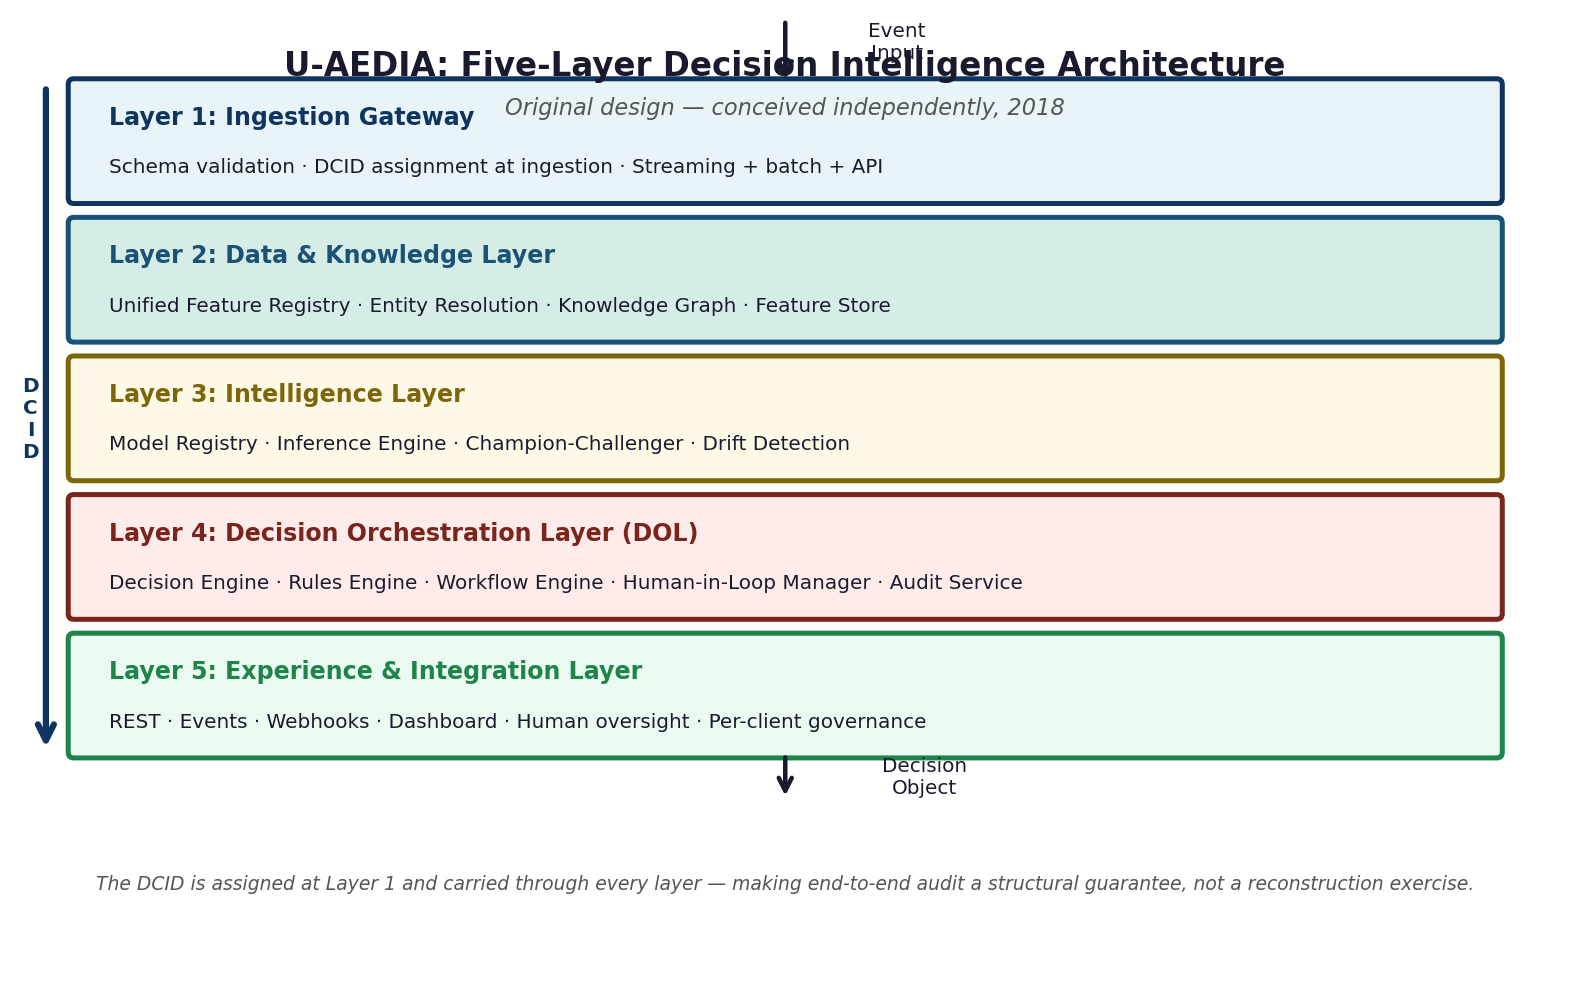 Event
Input
U-AEDIA: Five-Layer Decision Intelligence Architecture
Original design — conceived independently, 2018
Layer 1: Ingestion Gateway
Schema validation · DCID assignment at ingestion · Streaming + batch + API
Layer 2: Data & Knowledge Layer
Unified Feature Registry · Entity Resolution · Knowledge Graph · Feature Store
D
C
I
D
Layer 3: Intelligence Layer
Model Registry · Inference Engine · Champion-Challenger · Drift Detection
Layer 4: Decision Orchestration Layer (DOL)
Decision Engine · Rules Engine · Workflow Engine · Human-in-Loop Manager · Audit Service
Layer 5: Experience & Integration Layer
REST · Events · Webhooks · Dashboard · Human oversight · Per-client governance
Decision
Object
The DCID is assigned at Layer 1 and carried through every layer — making end-to-end audit a structural guarantee, not a reconstruction exercise.